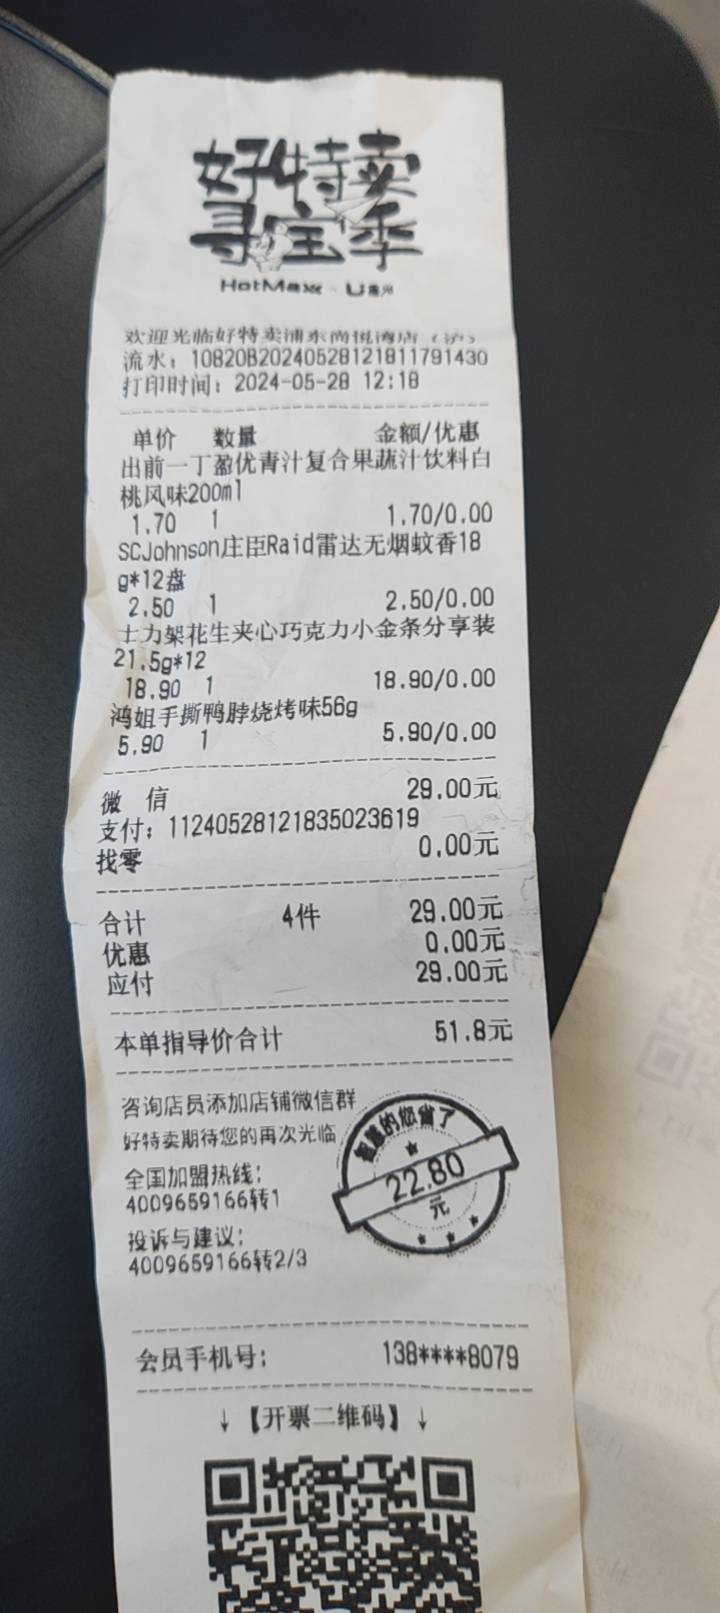 好特卖
寻宝季
HotMaxx
欢迎光临好特卖浦东尚悦湾店（沪）
流水：10820B20240528121811791430
打印时间：2024-05-28 12:18
单价 数量 金额/优惠
出前一丁盈优青汁复合果蔬汁饮料白
桃风味200ml
1.70 1 1.70/0.00
SCJohnson庄臣Raid雷达无烟蚊香18
g*12盘
2.50 1 2.50/0.00
士力架花生夹心巧克力小金条分享装
21.5g*12
18.90 1 18.90/0.00
鸿姐手撕鸭脖烧烤味56g
5.90 1 5.90/0.00
微 信 29.00元
支付：11240528121835023619
找零 0.00元
合计 4件 29.00元
优惠 0.00元
应付 29.00元
本单指导价合计 51.8元
咨询店员添加店铺微信群
好特卖期待您的再次光临
全国加盟热线：
4009659166转1
投诉与建议：
4009659166转2/3
的您省了
22.80
元
会员手机号： 138****8079
↓【开票二维码】↓